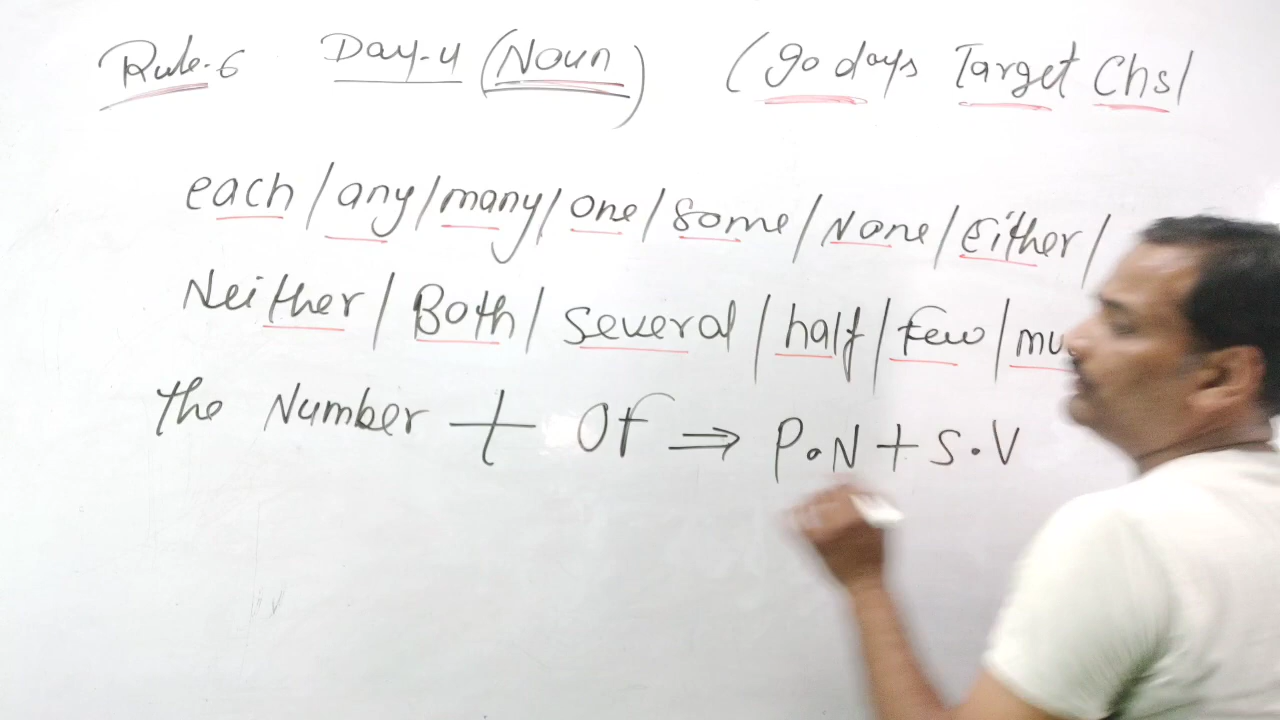 Rule-6 Day-4 (Noun) (90 days Target Chsl
each / any / many / one / some / None / Either /
Neither / Both / several / half / few /
the Number + Of ⇒ P.N + S.V